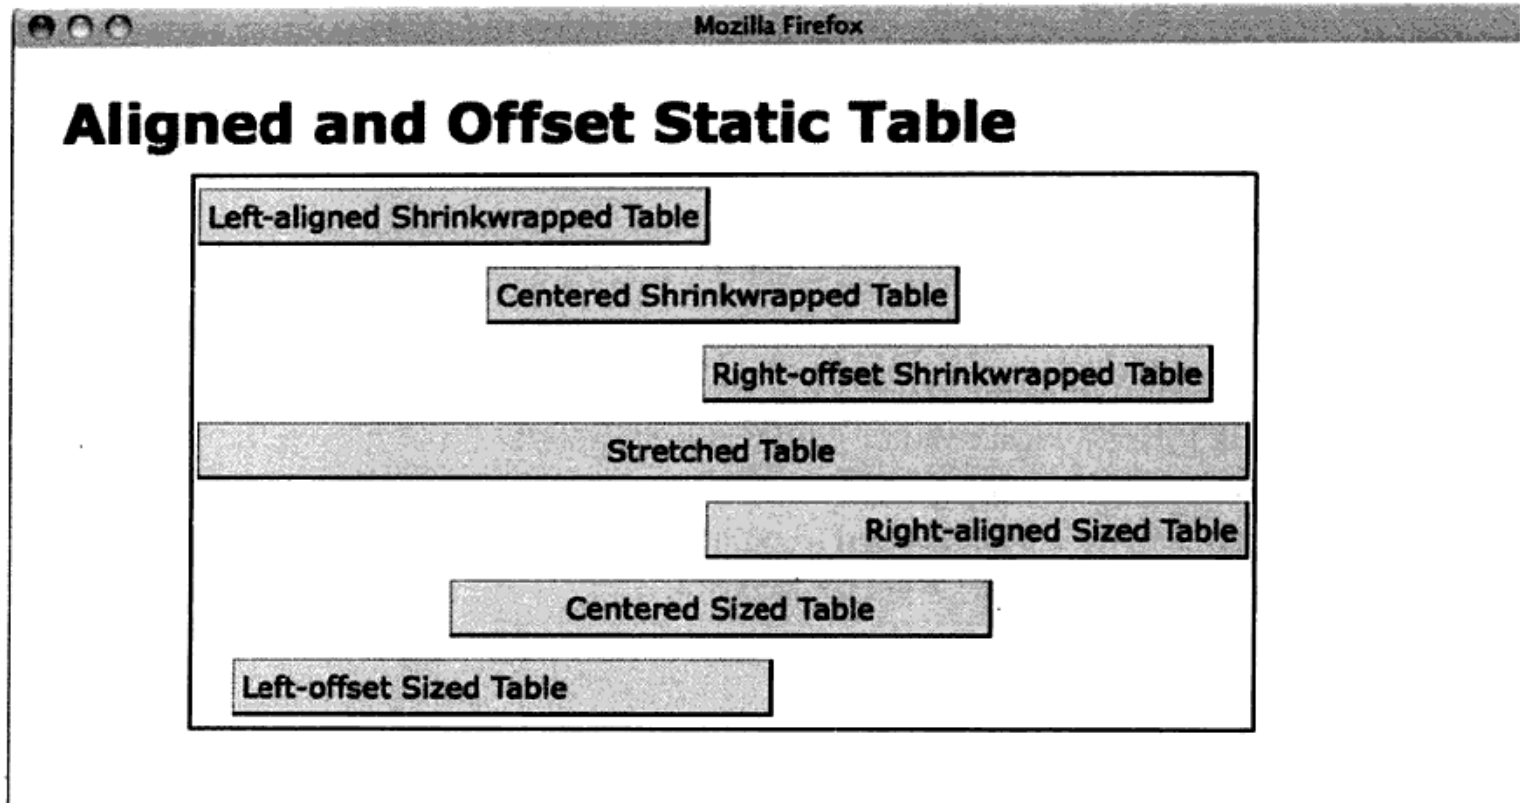 Mozilla Firefox
Aligned and Offset Static Table
Left-aligned Shrinkwrapped Table
Centered Shrinkwrapped Table
Right-offset Shrinkwrapped Table
Stretched Table
Right-aligned Sized Table
Centered Sized Table
Left-offset Sized Table